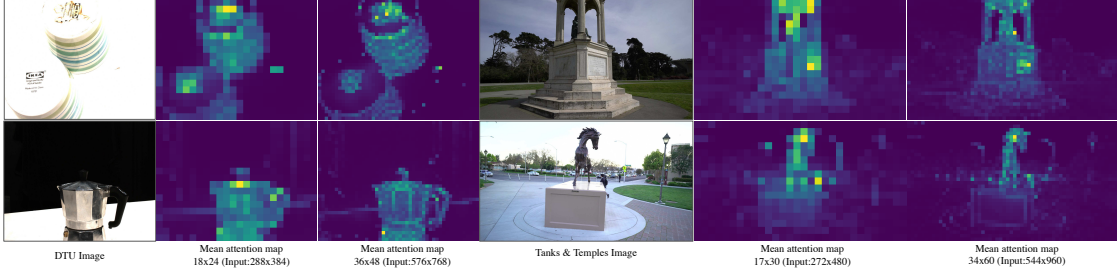 IKEA
DTU Image
Mean attention map
18x24 (Input:288x384)
Mean attention map
36x48 (Input:576x768)
Tanks & Temples Image
Mean attention map
17x30 (Input:272x480)
Mean attention map
34x60 (Input:544x960)